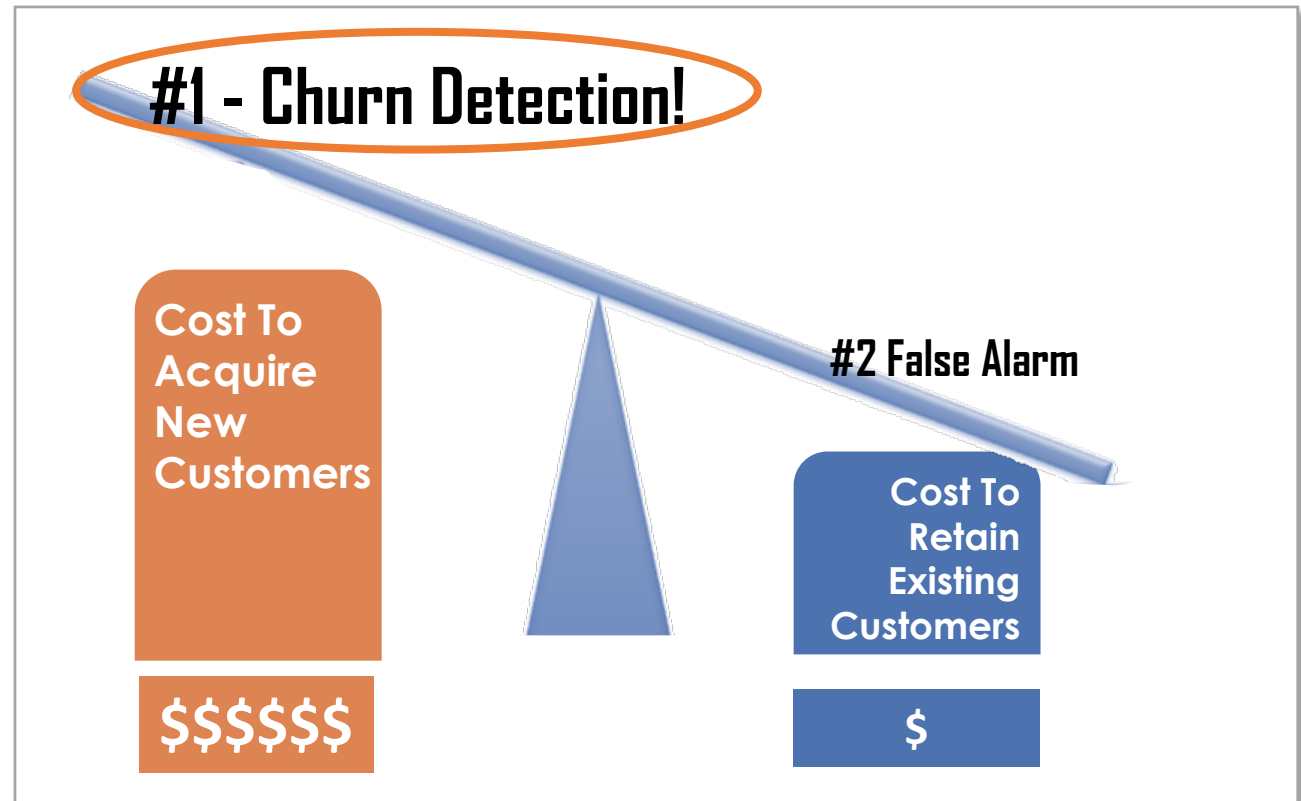 #1 - Churn Detection!
Cost To
Acquire
New
Customers
$$$$$$
#2 False Alarm
Cost To
Retain
Existing
Customers
$